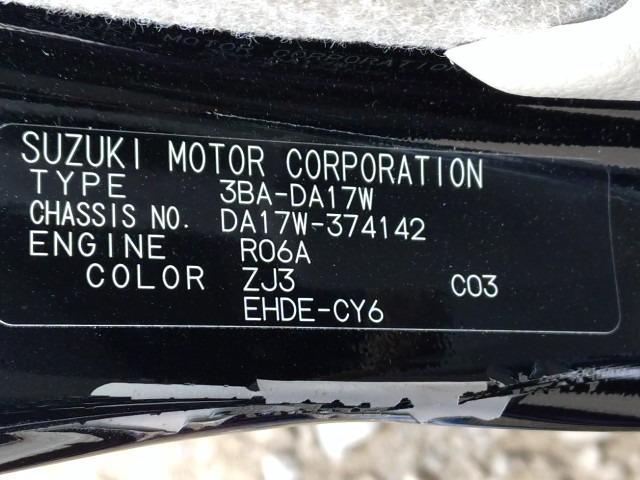 SUZUKI MOTOR CORPORATION
TYPE 3BA-DA17W
CHASSIS NO. DA17W-374142
ENGINE R06A
COLOR ZJ3 C03
EHDE-CY6